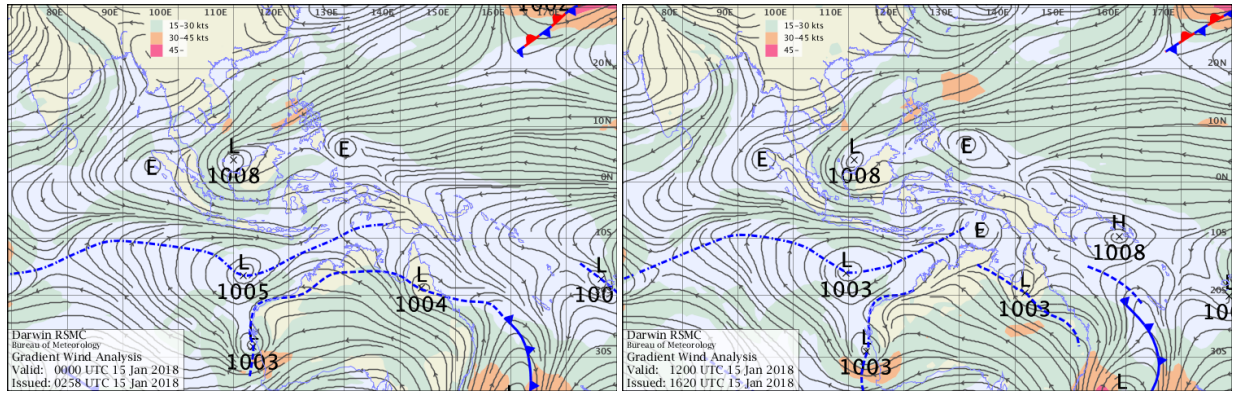 80E 100E 110E 120E 130E 140E 150E 160E 170E
15-30 kts
30-45 kts
45-
20N
10N
0N
10S
30S
E
L
1008
E
L
1005
L
1004
L
100
L
1003
L
Darwin RSMC
Bureau of Meteorology
Gradient Wind Analysis
Valid: 0000 UTC 15 Jan 2018
Issued: 0258 UTC 15 Jan 2018
80E 90E 100E 110E 120E 130E 140E 150E 160E 170E
15-30 kts
30-45 kts
45-
20N
10N
0N
10S
20S
30S
E
L
1008
E
E
H
1008
L
1003
L
1003
L
10
L
1003
L
Darwin RSMC
Bureau of Meteorology
Gradient Wind Analysis
Valid: 1200 UTC 15 Jan 2018
Issued: 1620 UTC 15 Jan 2018